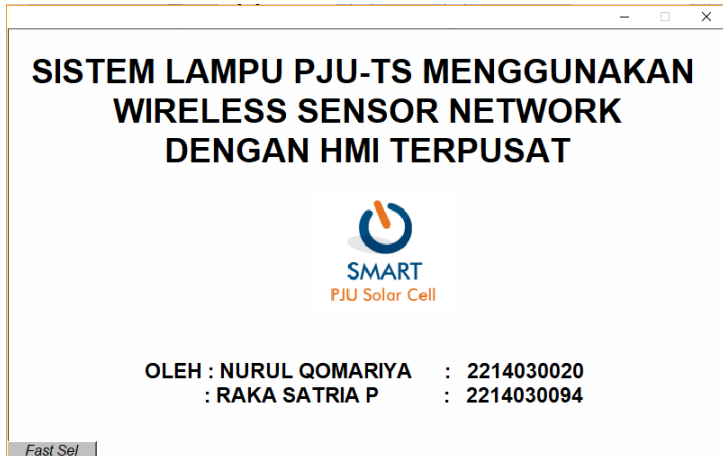 SISTEM LAMPU PJU-TS MENGGUNAKAN
WIRELESS SENSOR NETWORK
DENGAN HMI TERPUSAT
SMART
PJU Solar Cell
OLEH : NURUL QOMARIYA : 2214030020
: RAKA SATRIA P : 2214030094
Fast Sel